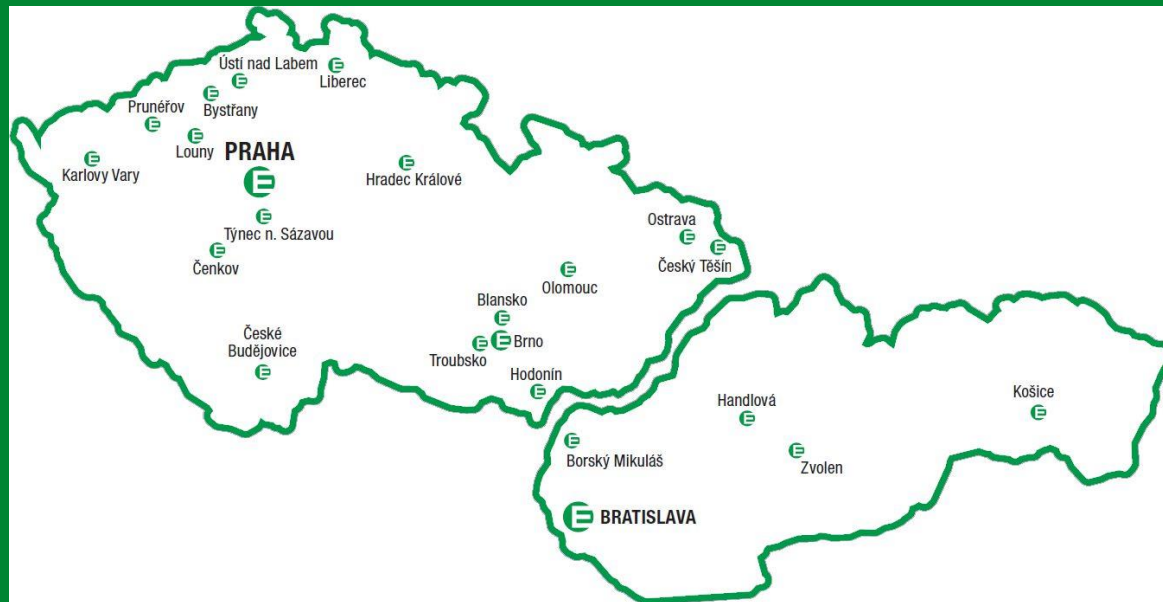 Ústí nad Labem
Liberec
Bystřany
Prunéřov
Louny
PRAHA
Karlovy Vary
Hradec Králové
Týnec n. Sázavou
Čenkov
Ostrava
Český Těšín
Olomouc
Blansko
Brno
Troubsko
České
Budějovice
Hodonín
Handlová
Košice
Borský Mikuláš
Zvolen
BRATISLAVA